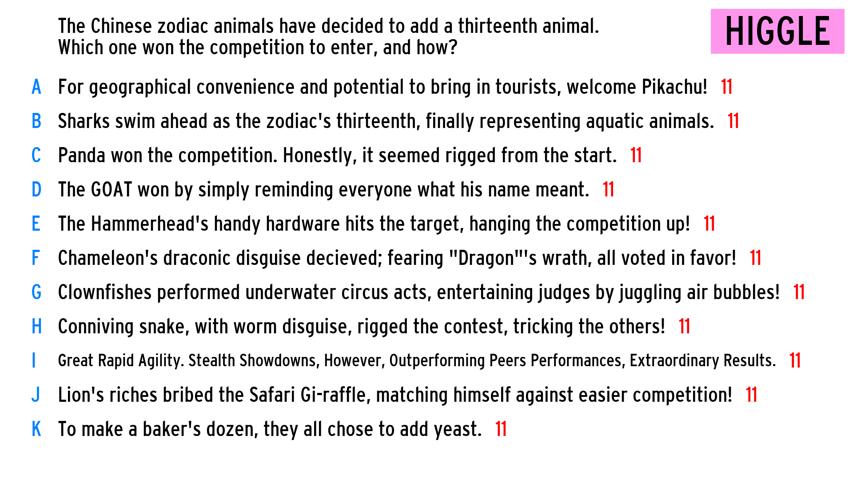 The Chinese zodiac animals have decided to add a thirteenth animal.
Which one won the competition to enter, and how?
HIGGLE
A For geographical convenience and potential to bring in tourists, welcome Pikachu! 11
B Sharks swim ahead as the zodiac's thirteenth, finally representing aquatic animals. 11
C Panda won the competition. Honestly, it seemed rigged from the start. 11
D The GOAT won by simply reminding everyone what his name meant. 11
E The Hammerhead's handy hardware hits the target, hanging the competition up! 11
F Chameleon's draconic disguise decieved; fearing "Dragon"'s wrath, all voted in favor! 11
G Clownfishes performed underwater circus acts, entertaining judges by juggling air bubbles! 11
H Conniving snake, with worm disguise, rigged the contest, tricking the others! 11
I Great Rapid Agility. Stealth Showdowns, However, Outperforming Peers Performances, Extraordinary Results. 11
J Lion's riches bribed the Safari Gi-raffle, matching himself against easier competition! 11
K To make a baker's dozen, they all chose to add yeast. 11